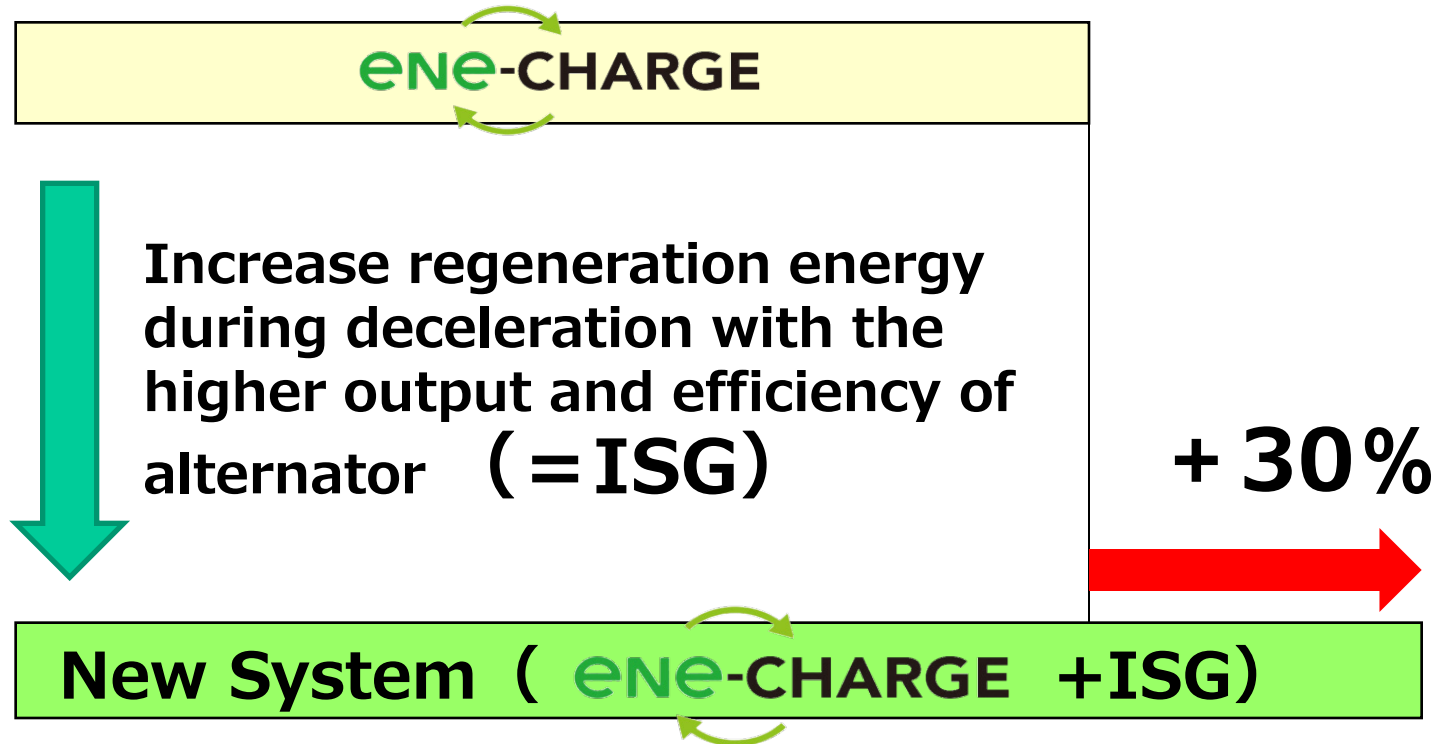 eNe-CHARGE
Increase regeneration energy
during deceleration with the
higher output and efficiency of
alternator （=ISG）
+30%
New System（ eNe-CHARGE +ISG）